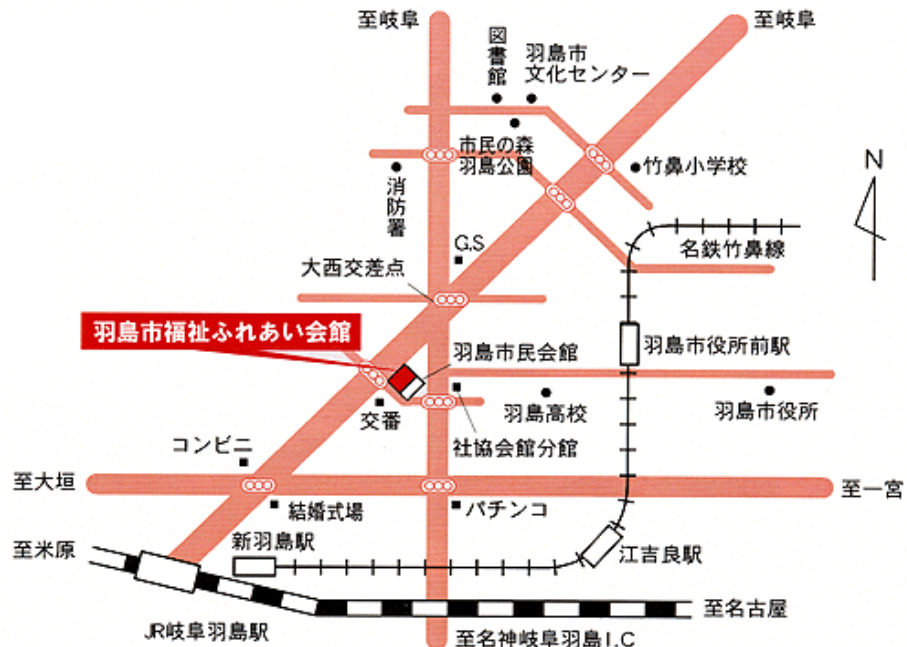 至岐阜
至岐阜
図書館
羽島市
文化センター
市民の森
羽島公園
竹鼻小学校
消防署
N
G.S
名鉄竹鼻線
大西交差点
羽島市福祉ふれあい会館
羽島市民会館
羽島市役所前駅
交番
羽島高校
羽島市役所
コンビニ
社協会館分館
至大垣
至一宮
結婚式場
パチンコ
至米原
新羽島駅
江吉良駅
至名古屋
JR岐阜羽島駅
至名神岐阜羽島I.C